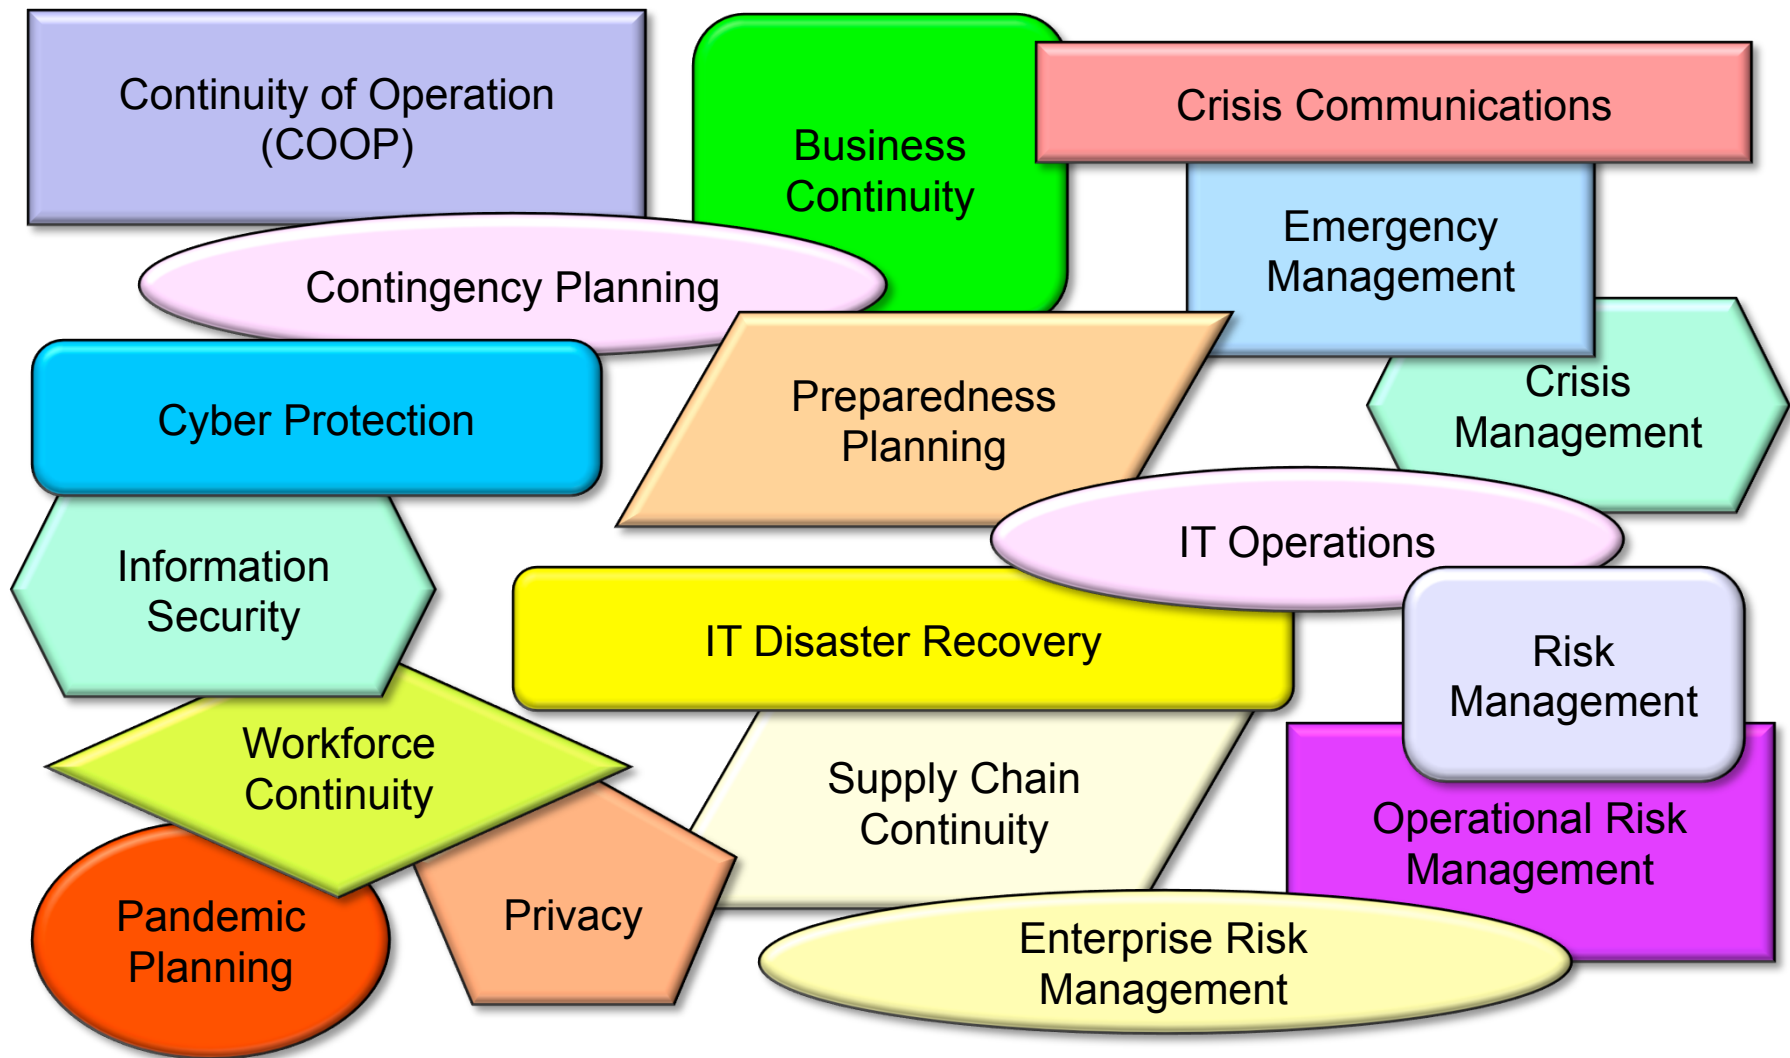 Continuity of Operation
(COOP)
Business
Continuity
Crisis Communications
Emergency
Management
Contingency Planning
Cyber Protection
Preparedness
Planning
Crisis
Management
Information
Security
IT Operations
IT Disaster Recovery
Risk
Management
Workforce
Continuity
Supply Chain
Continuity
Operational Risk
Management
Pandemic
Planning
Privacy
Enterprise Risk
Management